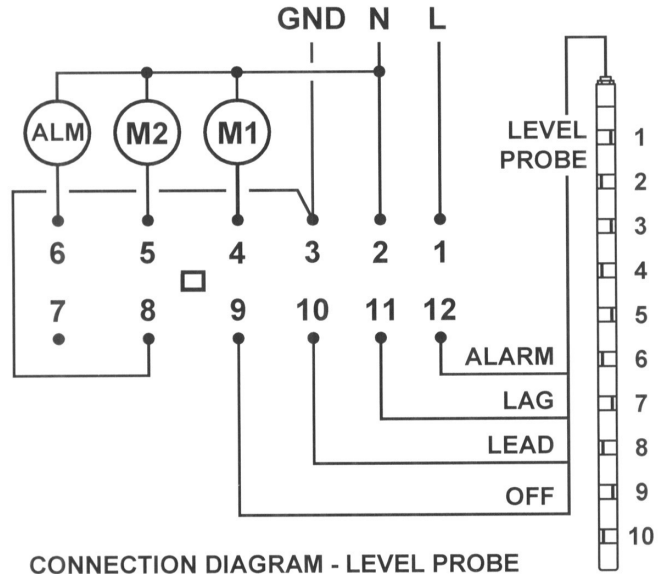 GND N L
ALM M2 M1
LEVEL
PROBE
1
2
3
4
5
6
7
8
9
10
6 5 4 3 2 1
7 8 9 10 11 12
ALARM
LAG
LEAD
OFF
CONNECTION DIAGRAM - LEVEL PROBE